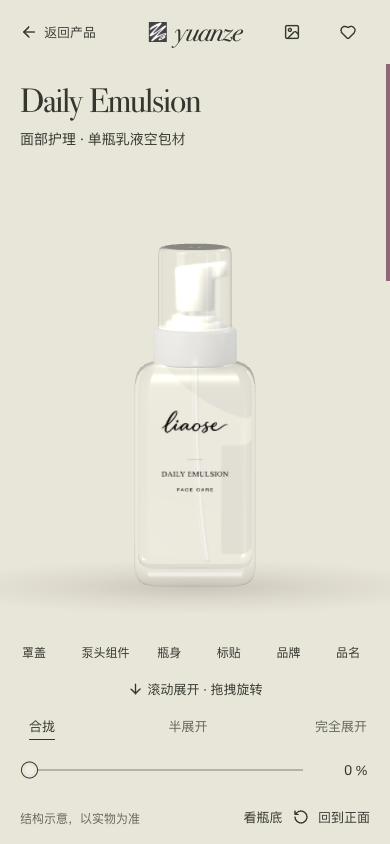 返回产品
yuanze
Daily Emulsion
面部护理 · 单瓶乳液空包材
liaose
DAILY EMULSION
FACE CARE
罩盖 泵头组件 瓶身 标贴 品牌 品名
滚动展开 · 拖拽旋转
合拢 半展开 完全展开
0 %
结构示意，以实物为准 看瓶底 回到正面